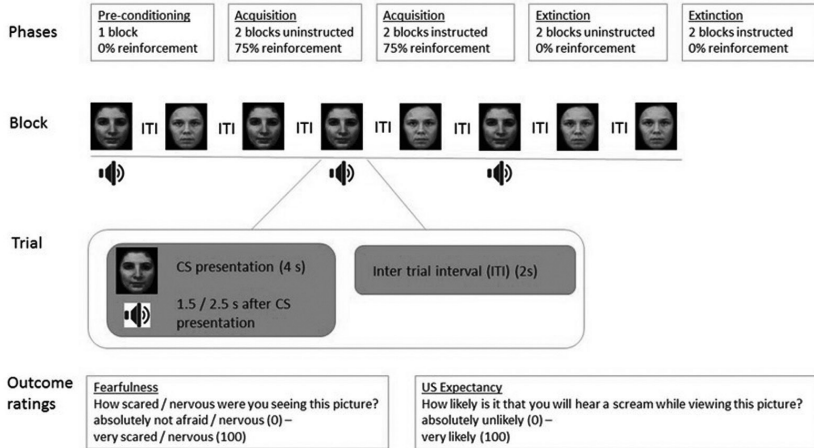 Phases
Pre-conditioning
1 block
0% reinforcement
Acquisition
2 blocks uninstructed
75% reinforcement
Acquisition
2 blocks instructed
75% reinforcement
Extinction
2 blocks uninstructed
0% reinforcement
Extinction
2 blocks instructed
0% reinforcement
Block
ITI ITI ITI ITI ITI ITI ITI
Trial
CS presentation (4 s)
1.5 / 2.5 s after CS
presentation
Inter trial interval (ITI) (2s)
Outcome
ratings
Fearfulness
How scared / nervous were you seeing this picture?
absolutely not afraid / nervous (0) –
very scared / nervous (100)
US Expectancy
How likely is it that you will hear a scream while viewing this picture?
absolutely unlikely (0) –
very likely (100)